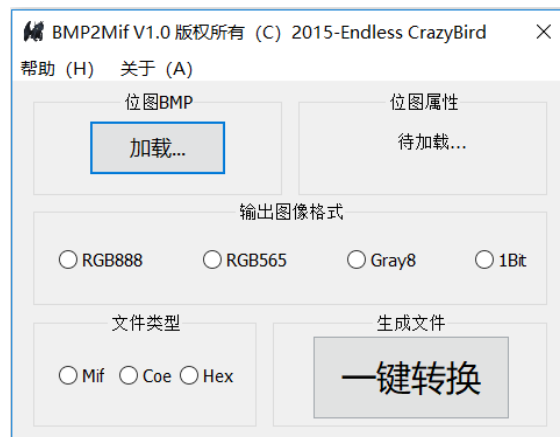 BMP2Mif V1.0 版权所有 (C) 2015-Endless CrazyBird
帮助 (H) 关于 (A)
位图BMP 位图属性
加载... 待加载...
输出图像格式
RGB888 RGB565 Gray8 1Bit
文件类型 生成文件
Mif Coe Hex 一键转换